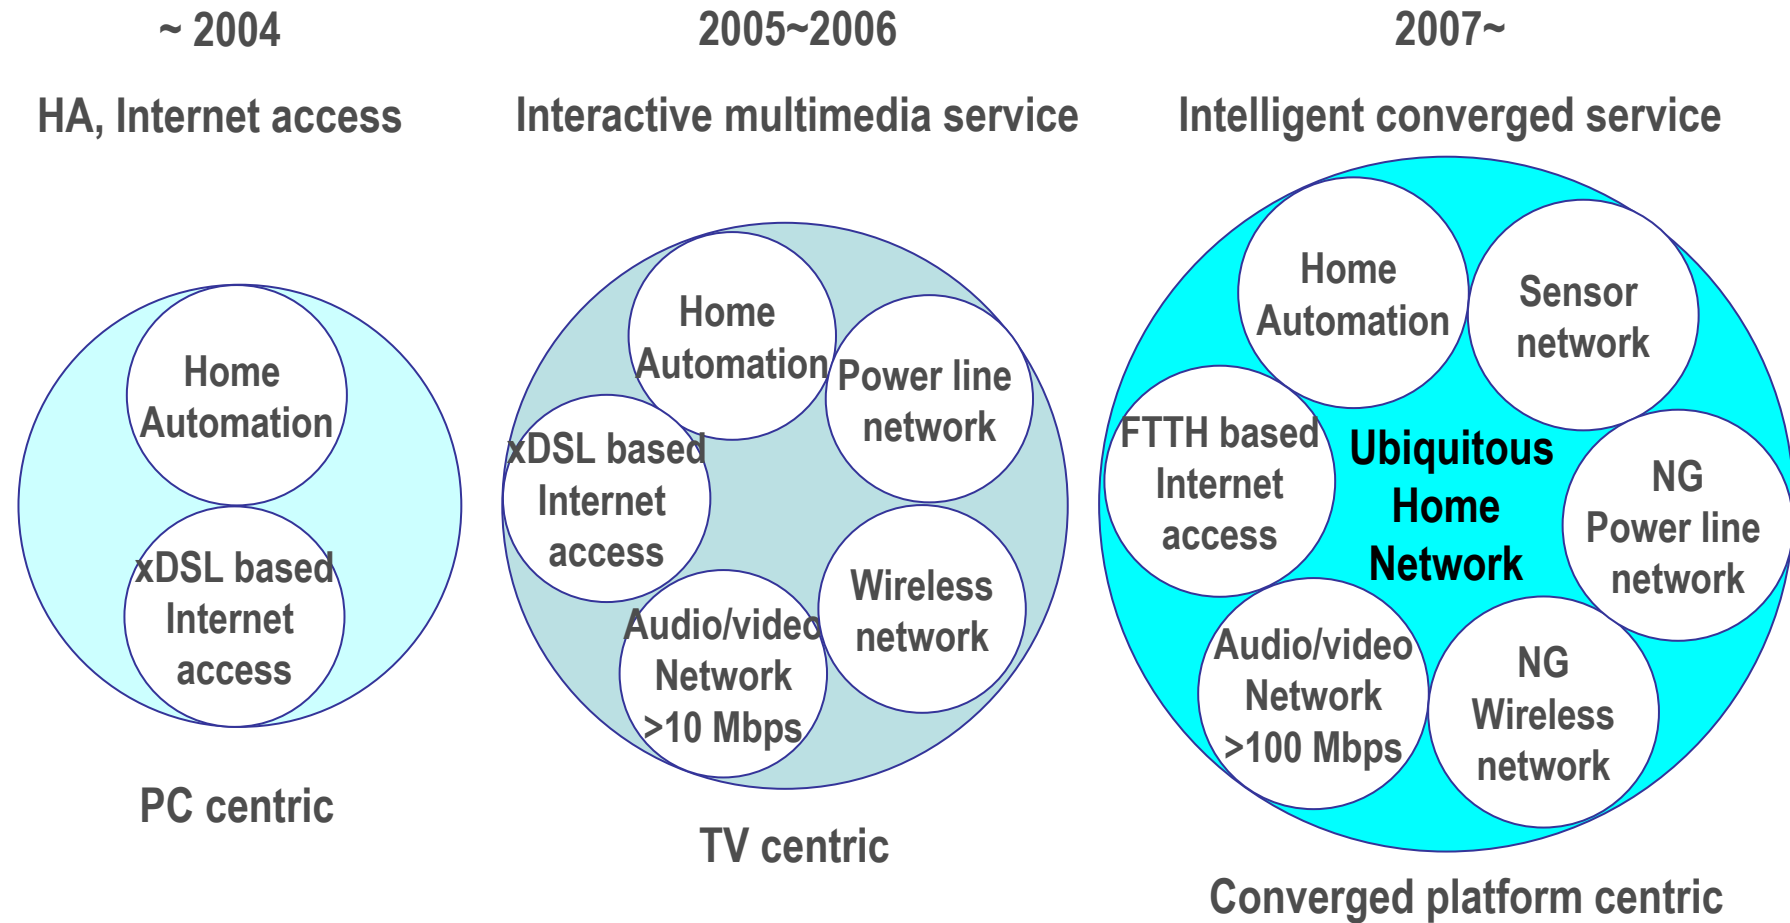 ~ 2004
HA, Internet access
Home
Automation
xDSL based
Internet
access
PC centric
2005~2006
Interactive multimedia service
Home
Automation
Power line
network
xDSL based
Internet
access
Wireless
network
Audio/video
Network
>10 Mbps
TV centric
2007~
Intelligent converged service
Home
Automation
Sensor
network
FTTH based
Internet
access
Ubiquitous
Home
Network
NG
Power line
network
Audio/video
Network
>100 Mbps
NG
Wireless
network
Converged platform centric